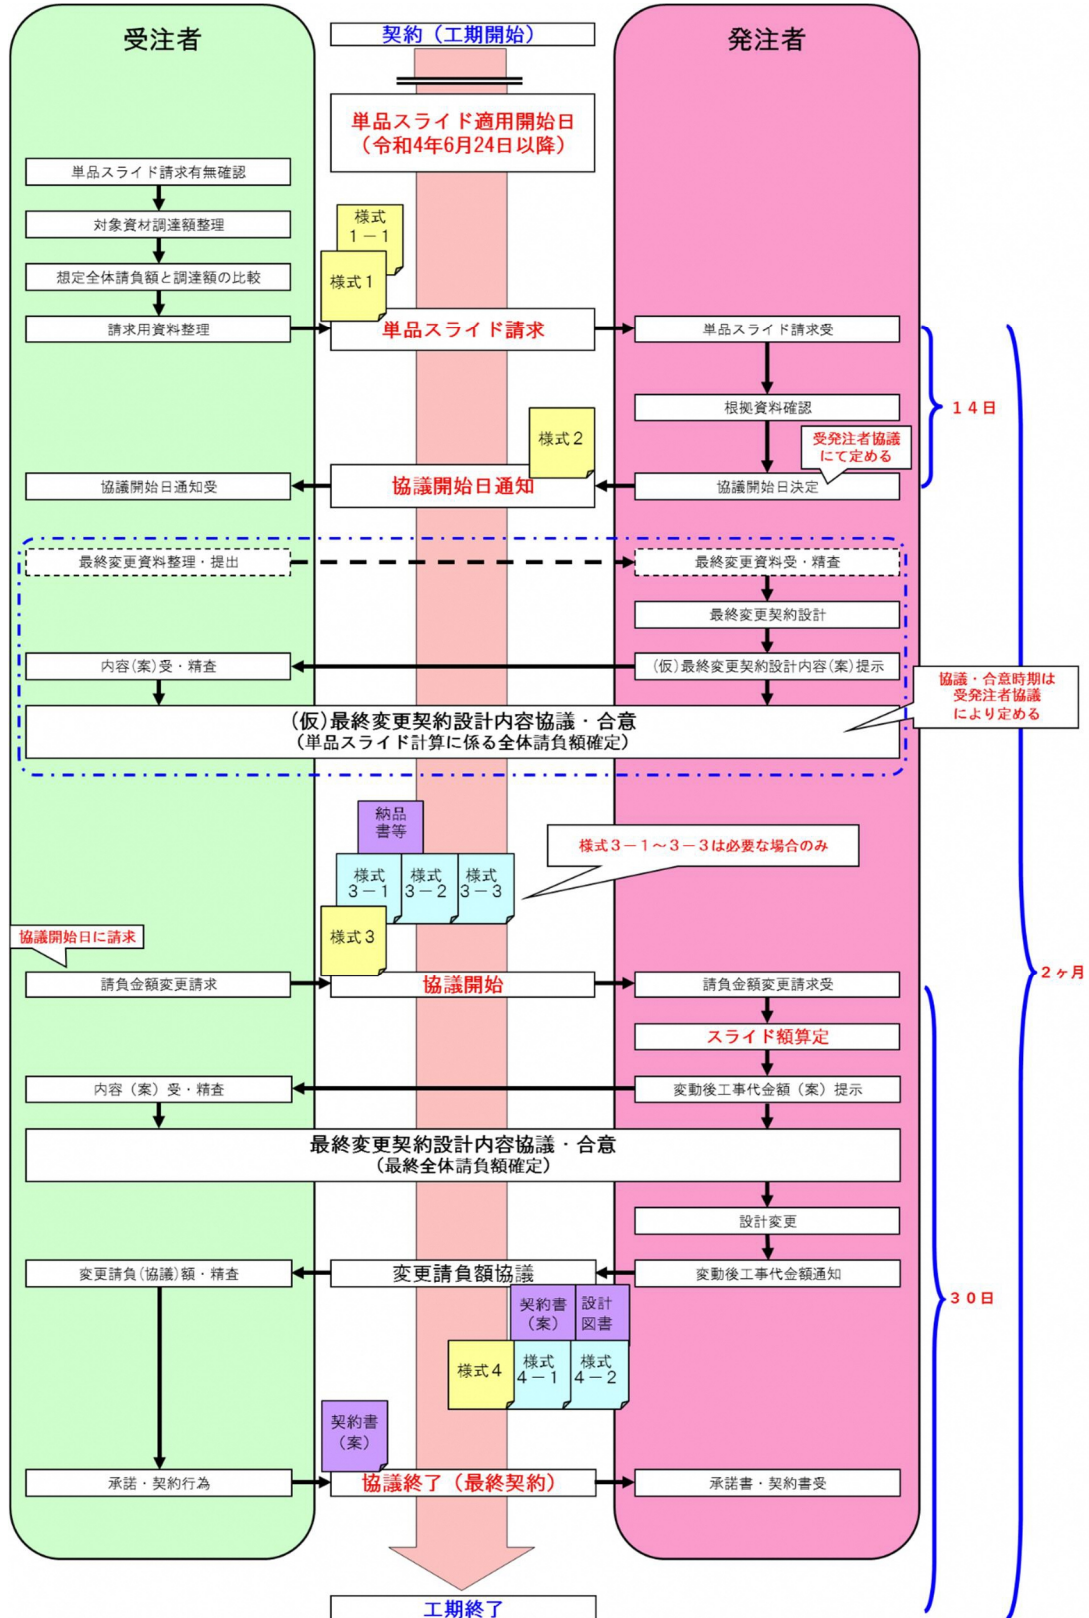 受注者
契約（工期開始）
発注者
単品スライド適用開始日
（令和4年6月24日以降）
単品スライド請求有無確認
対象資材調達額整理
想定全体請負額と調達額の比較
様式
1－1
様式1
請求用資料整理
単品スライド請求
単品スライド請求受
14日
根拠資料確認
受発注者協議
にて定める
様式2
協議開始日通知受
協議開始日通知
協議開始日決定
最終変更資料整理・提出
最終変更資料受・精査
最終変更契約設計
内容(案)受・精査
(仮)最終変更契約設計内容(案)提示
協議・合意時期は
受発注者協議
により定める
(仮)最終変更契約設計内容協議・合意
（単品スライド計算に係る全体請負額確定）
納品
書等
様式3－1～3－3は必要な場合のみ
様式
3－1
様式
3－2
様式
3－3
様式3
協議開始日に請求
請負金額変更請求
協議開始
請負金額変更請求受
2ヶ月
スライド額算定
内容（案）受・精査
変動後工事代金額（案）提示
最終変更契約設計内容協議・合意
（最終全体請負額確定）
設計変更
変更請負(協議)額・精査
変更請負額協議
変動後工事代金額通知
30日
契約書
（案）
設計
図書
様式4
様式
4－1
様式
4－2
契約書
（案）
承諾・契約行為
協議終了（最終契約）
承諾書・契約書受
工期終了